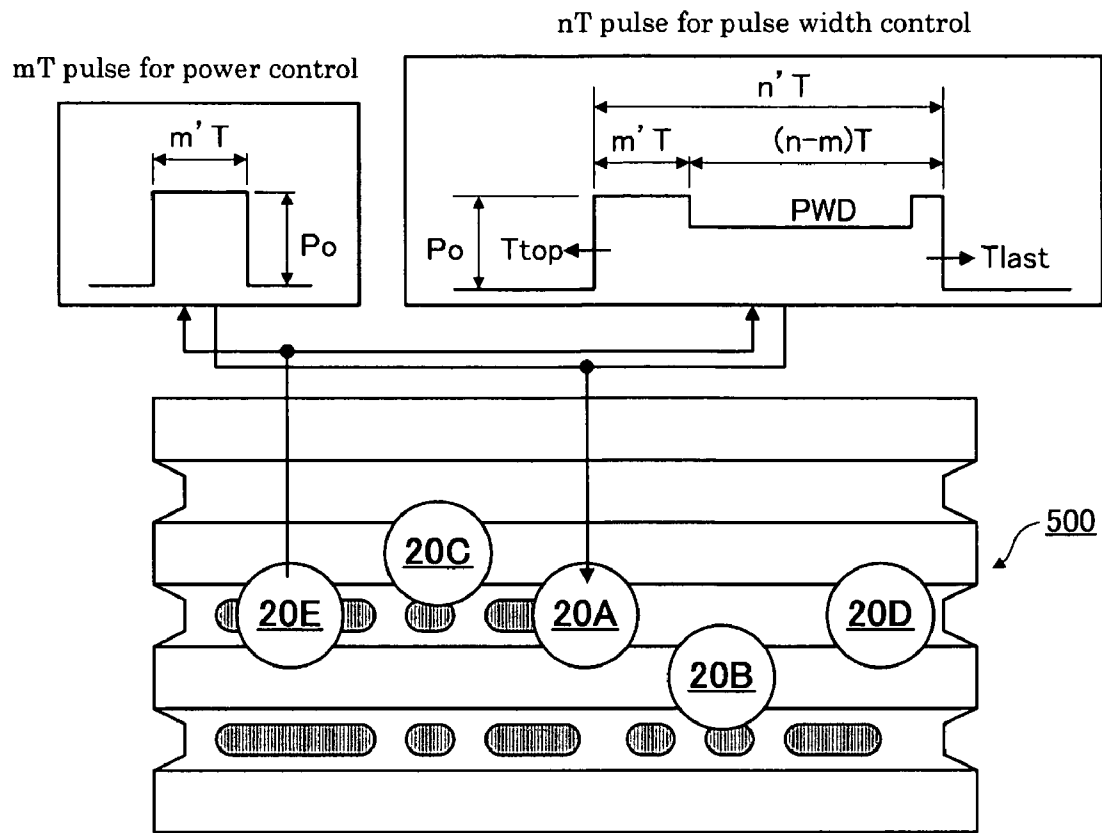 nT pulse for pulse width control
mT pulse for power control
m' T
Po
n' T
m' T
(n-m)T
Po
Ttop
PWD
Tlast
500
20C
20E
20A
20D
20B